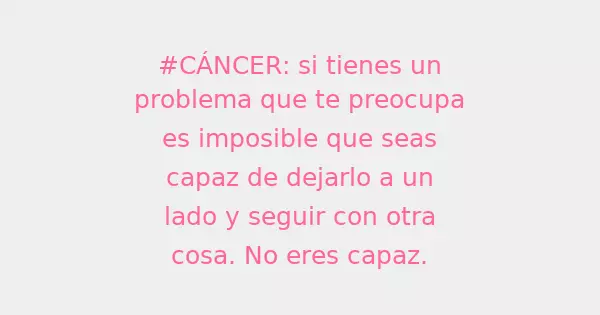 #CÁNCER: si tienes un
problema que te preocupa
es imposible que seas
capaz de dejarlo a un
lado y seguir con otra
cosa. No eres capaz.